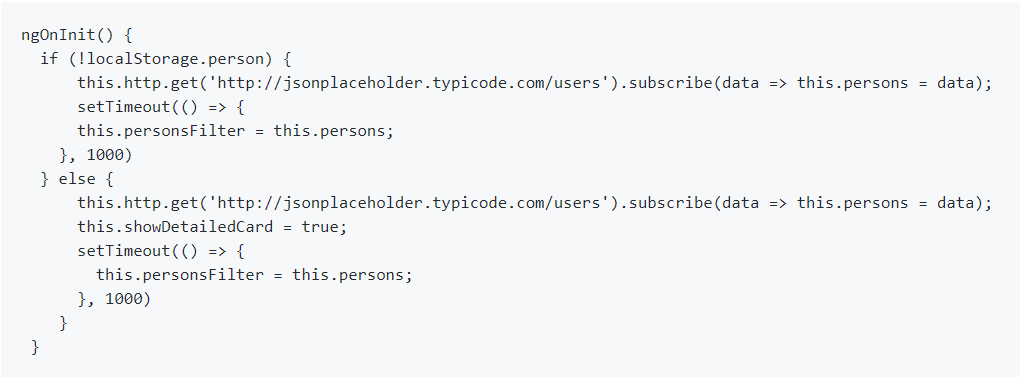 ngOnInit() {
  if (!localStorage.person) {
      this.http.get('http://jsonplaceholder.typicode.com/users').subscribe(data => this.persons = data);
      setTimeout(() => {
      this.personsFilter = this.persons;
    }, 1000)
  } else {
      this.http.get('http://jsonplaceholder.typicode.com/users').subscribe(data => this.persons = data);
      this.showDetailedCard = true;
      setTimeout(() => {
        this.personsFilter = this.persons;
      }, 1000)
    }
 }